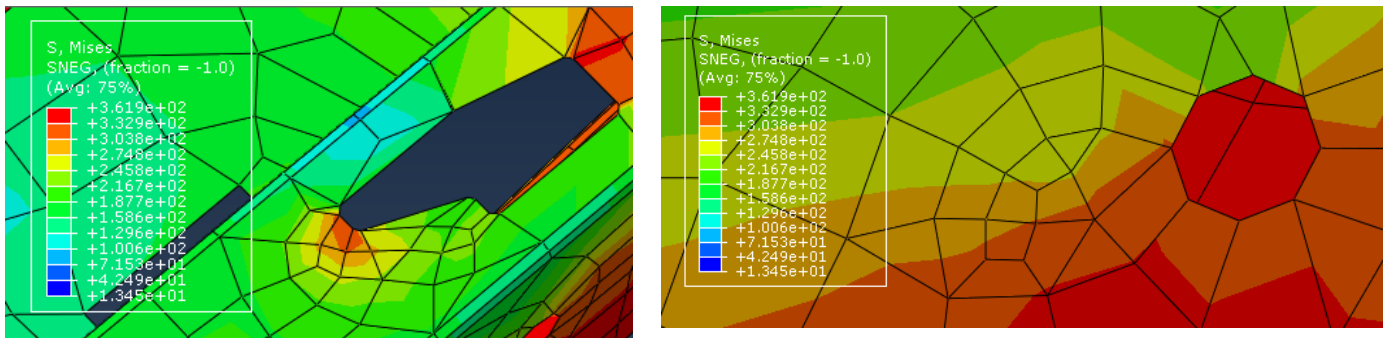 S, Mises
SNEG, (fraction = -1.0)
(Avg: 75%)
+3.619e+02
+3.329e+02
+3.038e+02
+2.748e+02
+2.458e+02
+2.167e+02
+1.877e+02
+1.586e+02
+1.296e+02
+1.006e+02
+7.153e+01
+4.249e+01
+1.345e+01
S, Mises
SNEG, (fraction = -1.0)
(Avg: 75%)
+3.619e+02
+3.329e+02
+3.038e+02
+2.748e+02
+2.458e+02
+2.167e+02
+1.877e+02
+1.586e+02
+1.296e+02
+1.006e+02
+7.153e+01
+4.249e+01
+1.345e+01